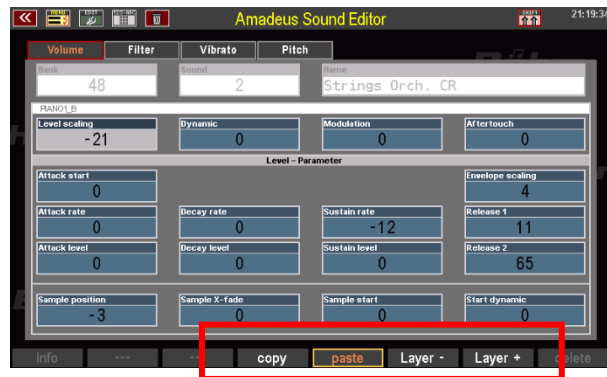 MENU EDIT SHIFT
Amadeus Sound Editor 21:19:34
Volume Filter Vibrato Pitch
Bank Sound Name
48 2 Strings Orch. CR
PIANO1_B
Level scaling Dynamic Modulation Aftertouch
-21 0 0 0
Level - Parameter
Attack start Envelope scaling
0 4
Attack rate Decay rate Sustain rate Release 1
0 0 -12 11
Attack level Decay level Sustain level Release 2
0 0 0 65
Sample position Sample X-fade Sample start Start dynamic
-3 0 0 0
Info --- --- copy paste Layer - Layer + delete